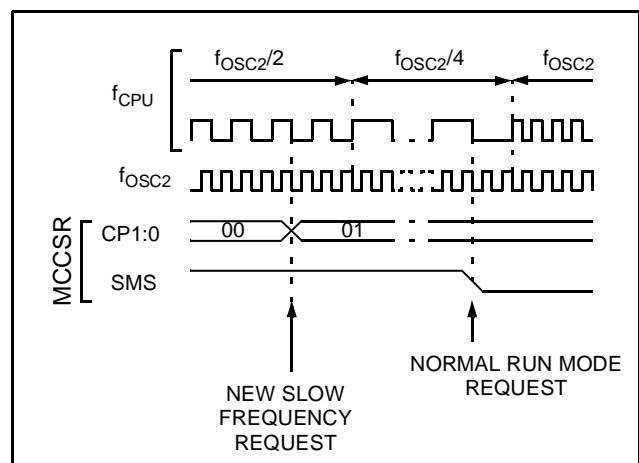 fOSC2/2 fOSC2/4 fOSC2
fCPU
fOSC2
MCCSR
CP1:0 00 01
SMS
NEW SLOW
FREQUENCY
REQUEST
NORMAL RUN MODE
REQUEST